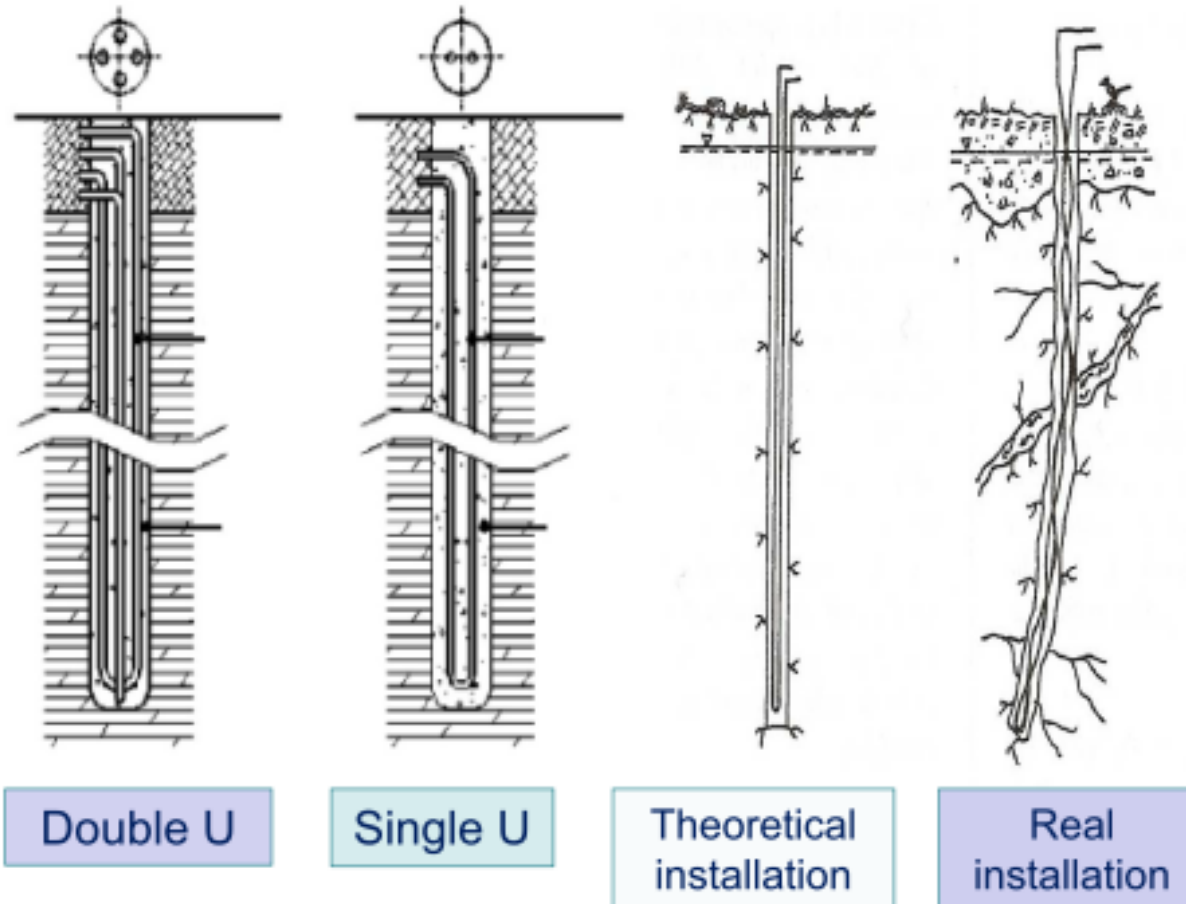 Double U
Single U
Theoretical
installation
Real
installation